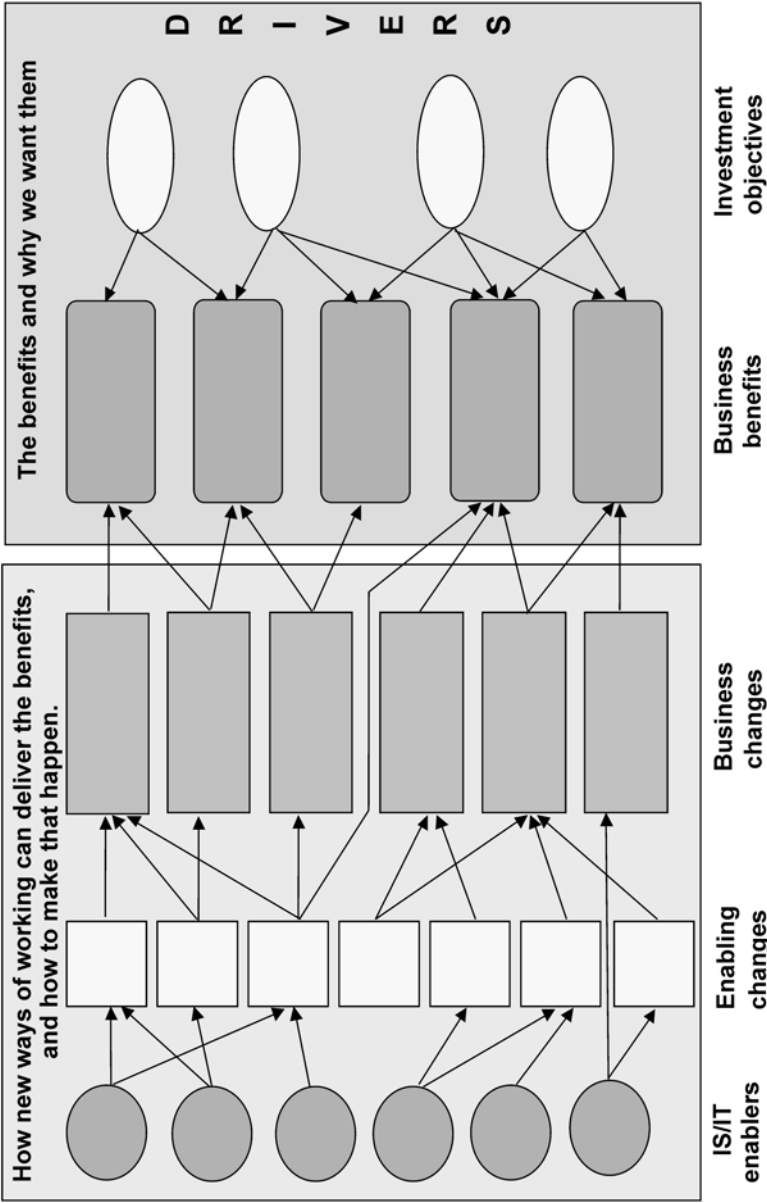 How new ways of working can deliver the benefits,
and how to make that happen.
The benefits and why we want them
D
R
I
V
E
R
S
IS/IT
enablers
Enabling
changes
Business
changes
Business
benefits
Investment
objectives